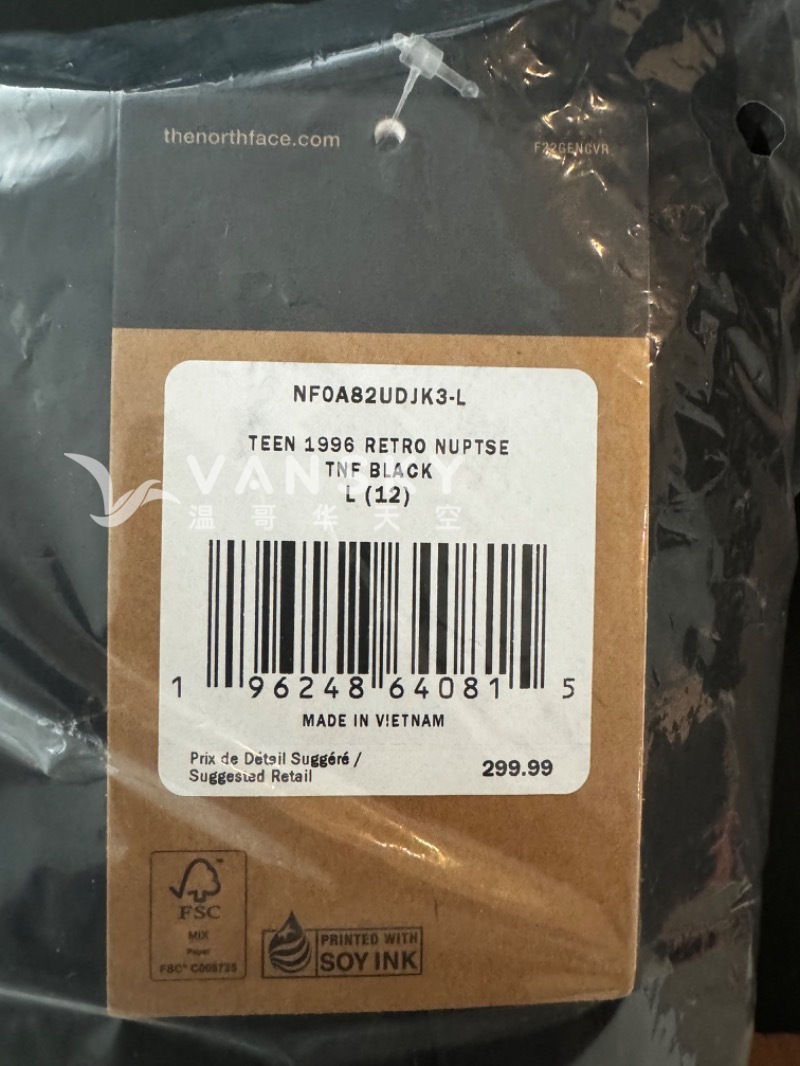 thenorthface.com
F22GENCVR
NF0A82UDJK3-L
TEEN 1996 RETRO NUPTSE
TNF BLACK
L (12)
VANSKY
温哥华天空
1 96248 64081 5
MADE IN VIETNAM
Prix de Détail Suggéré /
Suggested Retail
299.99
FSC
MIX
Paper
PRINTED WITH
SOY INK